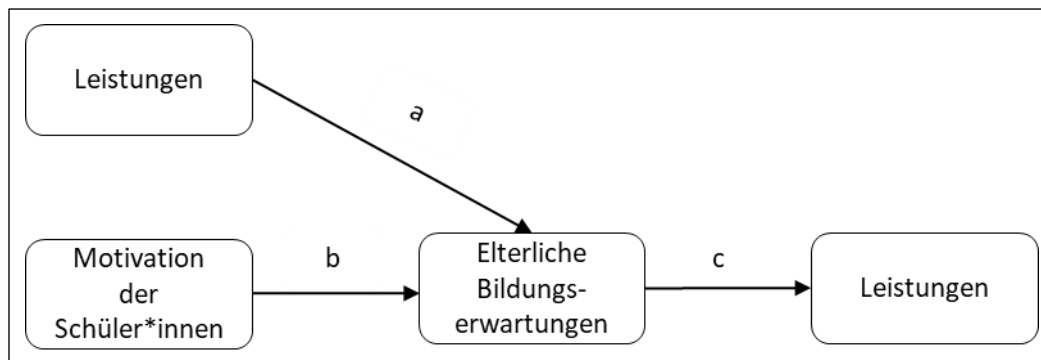 Leistungen
a
Motivation
der
Schüler*innen
b
Elterliche
Bildungs-
erwartungen
c
Leistungen